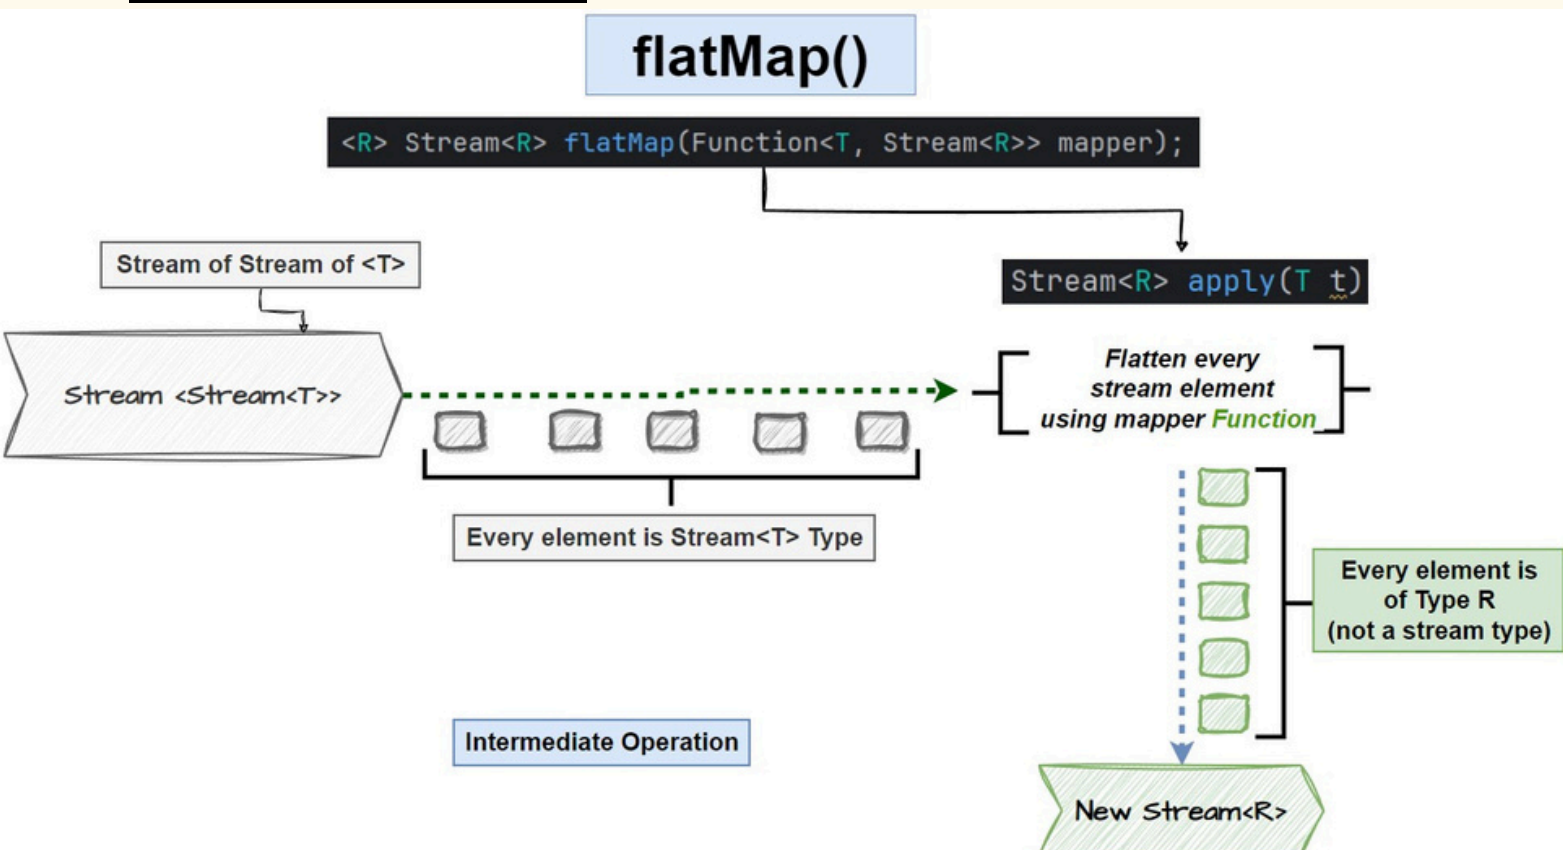 flatMap()
<R> Stream<R> flatMap(Function<T, Stream<R>> mapper);
Stream of Stream of <T>
Stream<R> apply(T t)
Stream <Stream<T>>
Flatten every
stream element
using mapper Function
Every element is Stream<T> Type
Every element is
of Type R
(not a stream type)
Intermediate Operation
New Stream<R>